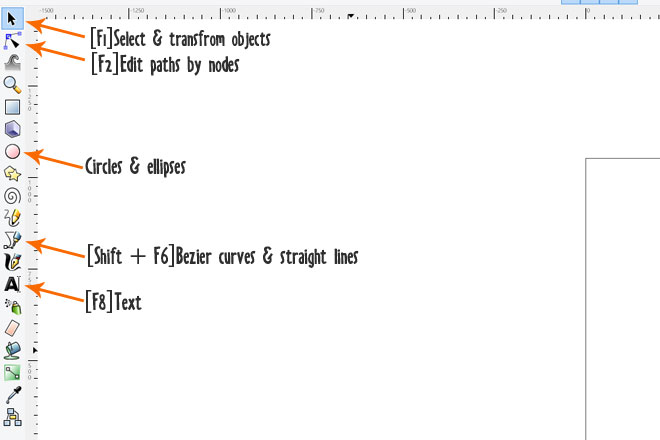 -1500 -1250 -1000 -750 -500 -250 0
[F1]Select & transfrom objects
[F2]Edit paths by nodes
Circles & ellipses
[Shift + F6]Bezier curves & straight lines
[F8]Text